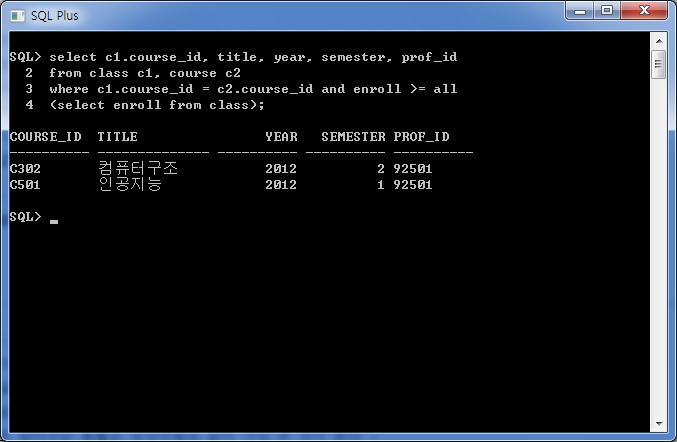 SQL Plus
SQL> select c1.course_id, title, year, semester, prof_id
2 from class c1, course c2
3 where c1.course_id = c2.course_id and enroll >= all
4 (select enroll from class);
COURSE_ID TITLE YEAR SEMESTER PROF_ID
---------- -------------- ---------- ---------- ----------
C302 컴퓨터구조 2012 2 92501
C501 인공지능 2012 1 92501
SQL> _